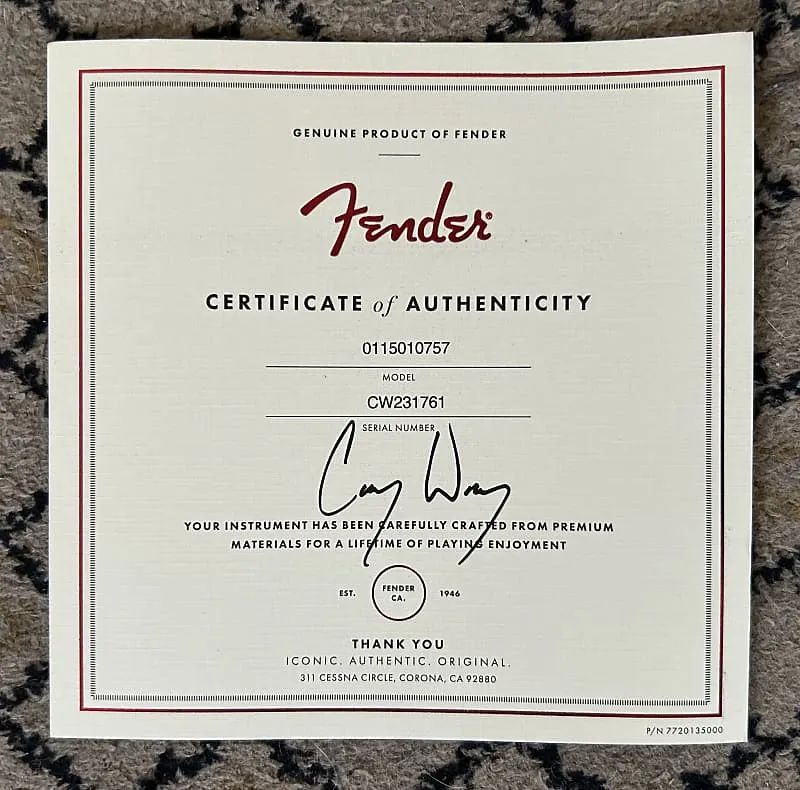 GENUINE PRODUCT OF FENDER
Fender®
CERTIFICATE of AUTHENTICITY
0115010757
MODEL
CW231761
SERIAL NUMBER
YOUR INSTRUMENT HAS BEEN CAREFULLY CRAFTED FROM PREMIUM
MATERIALS FOR A LIFETIME OF PLAYING ENJOYMENT
EST. FENDER CA. 1946
THANK YOU
ICONIC. AUTHENTIC. ORIGINAL.
311 CESSNA CIRCLE, CORONA, CA 92880
P/N 7720135000